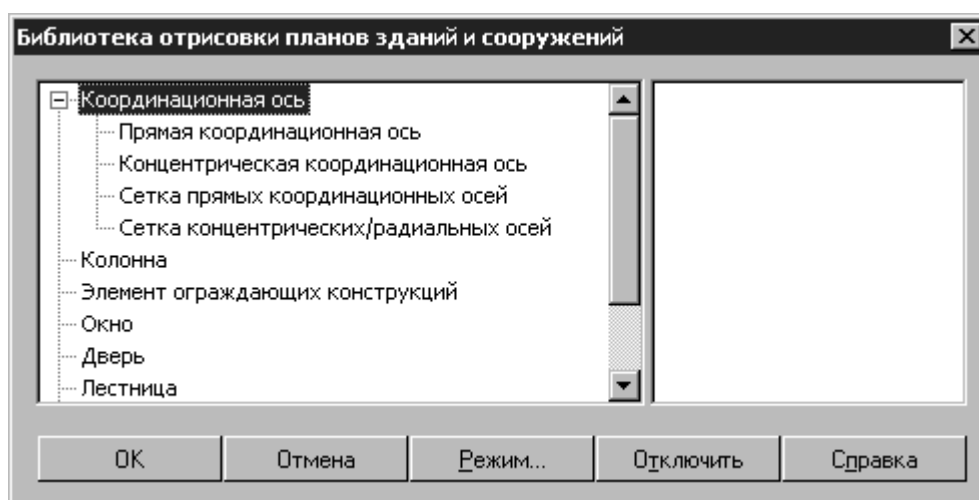 Библиотека отрисовки планов зданий и сооружений
Координационная ось
Прямая координационная ось
Концентрическая координационная ось
Сетка прямых координационных осей
Сетка концентрических/радиальных осей
Колонна
Элемент ограждающих конструкций
Окно
Дверь
Лестница
OK Отмена Режим... Отключить Справка